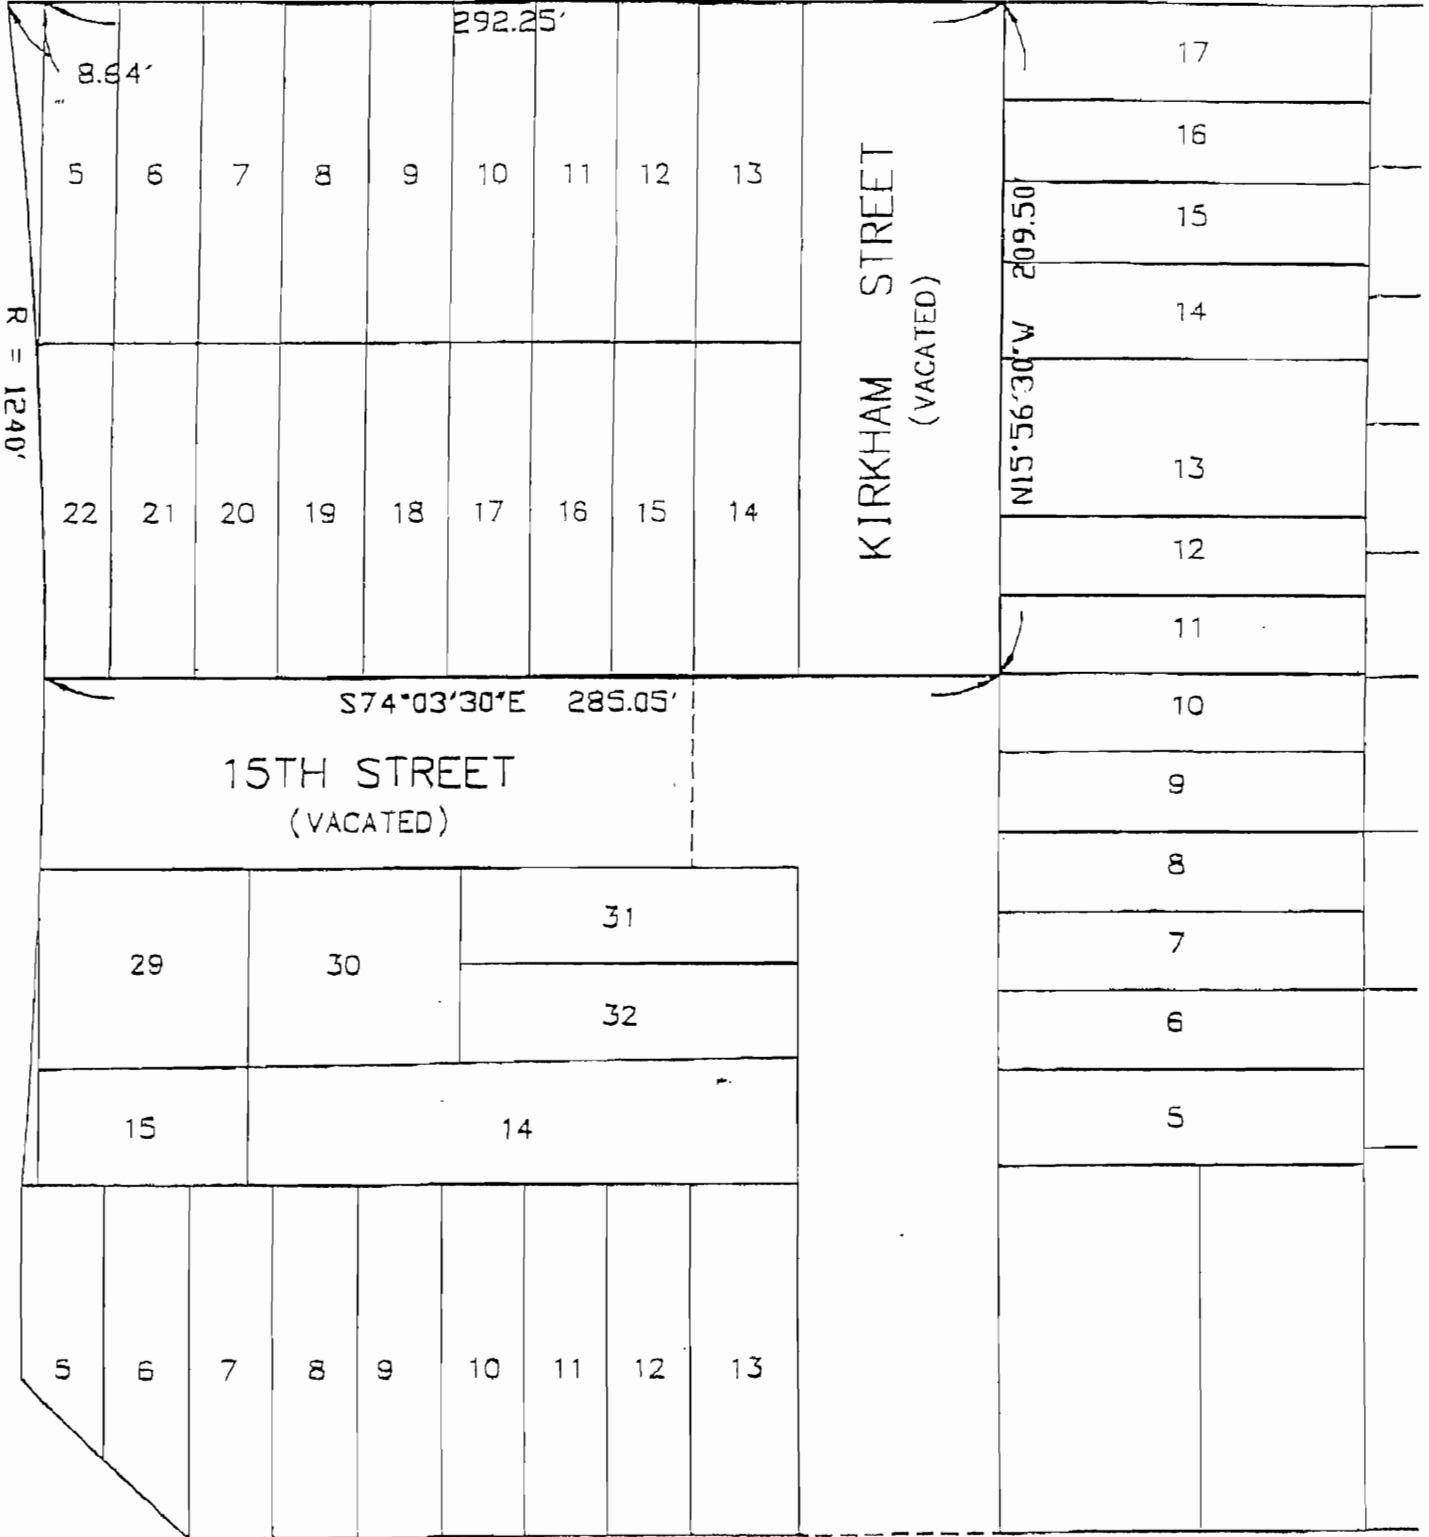 292.25'
8.64'
17
16
5 6 7 8 9 10 11 12 13
15
14
R = 1240'
KIRKHAM STREET
(VACATED)
N15°56'30"W 209.50'
13
22 21 20 19 18 17 16 15 14
12
11
S74°03'30"E 285.05'
10
15TH STREET
(VACATED)
9
8
31
7
29 30
32
6
15 14
5
5 6 7 8 9 10 11 12 13